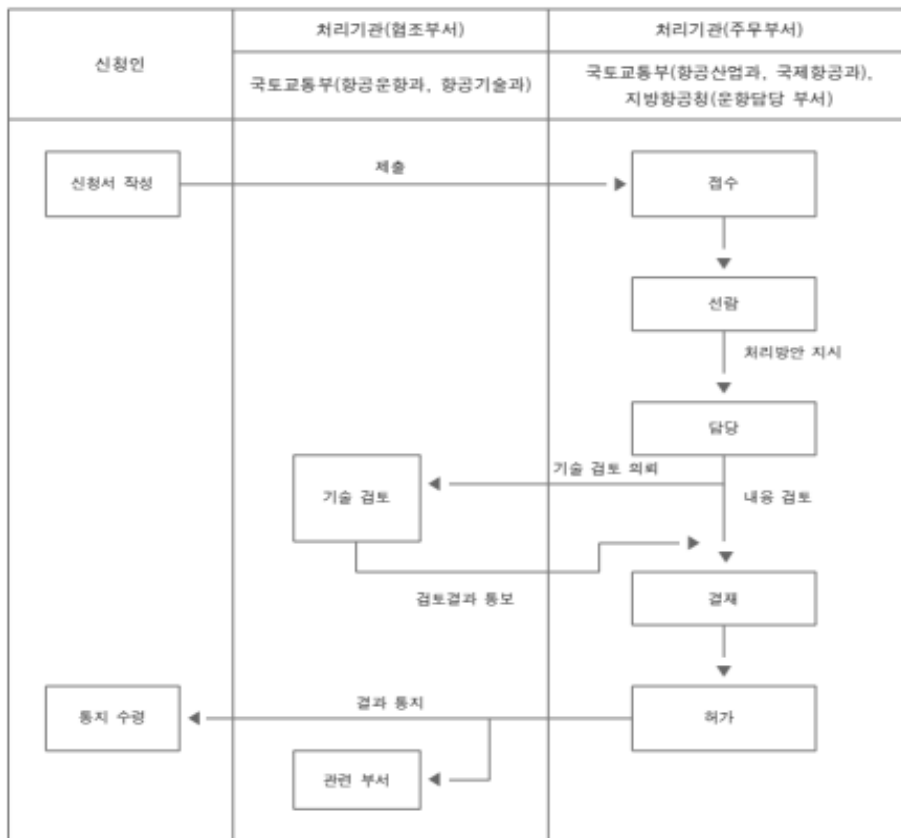 신청인
처리기관(협조부서)
처리기관(주무부서)
국토교통부(항공운항과, 항공기술과)
국토교통부(항공산업과, 국제항공과),
지방항공청(운항담당 부서)
신청서 작성
제출
접수
선람
처리방안 지시
담당
기술 검토 의뢰
기술 검토
내용 검토
검토결과 통보
결재
통지 수령
결과 통지
허가
관련 부서